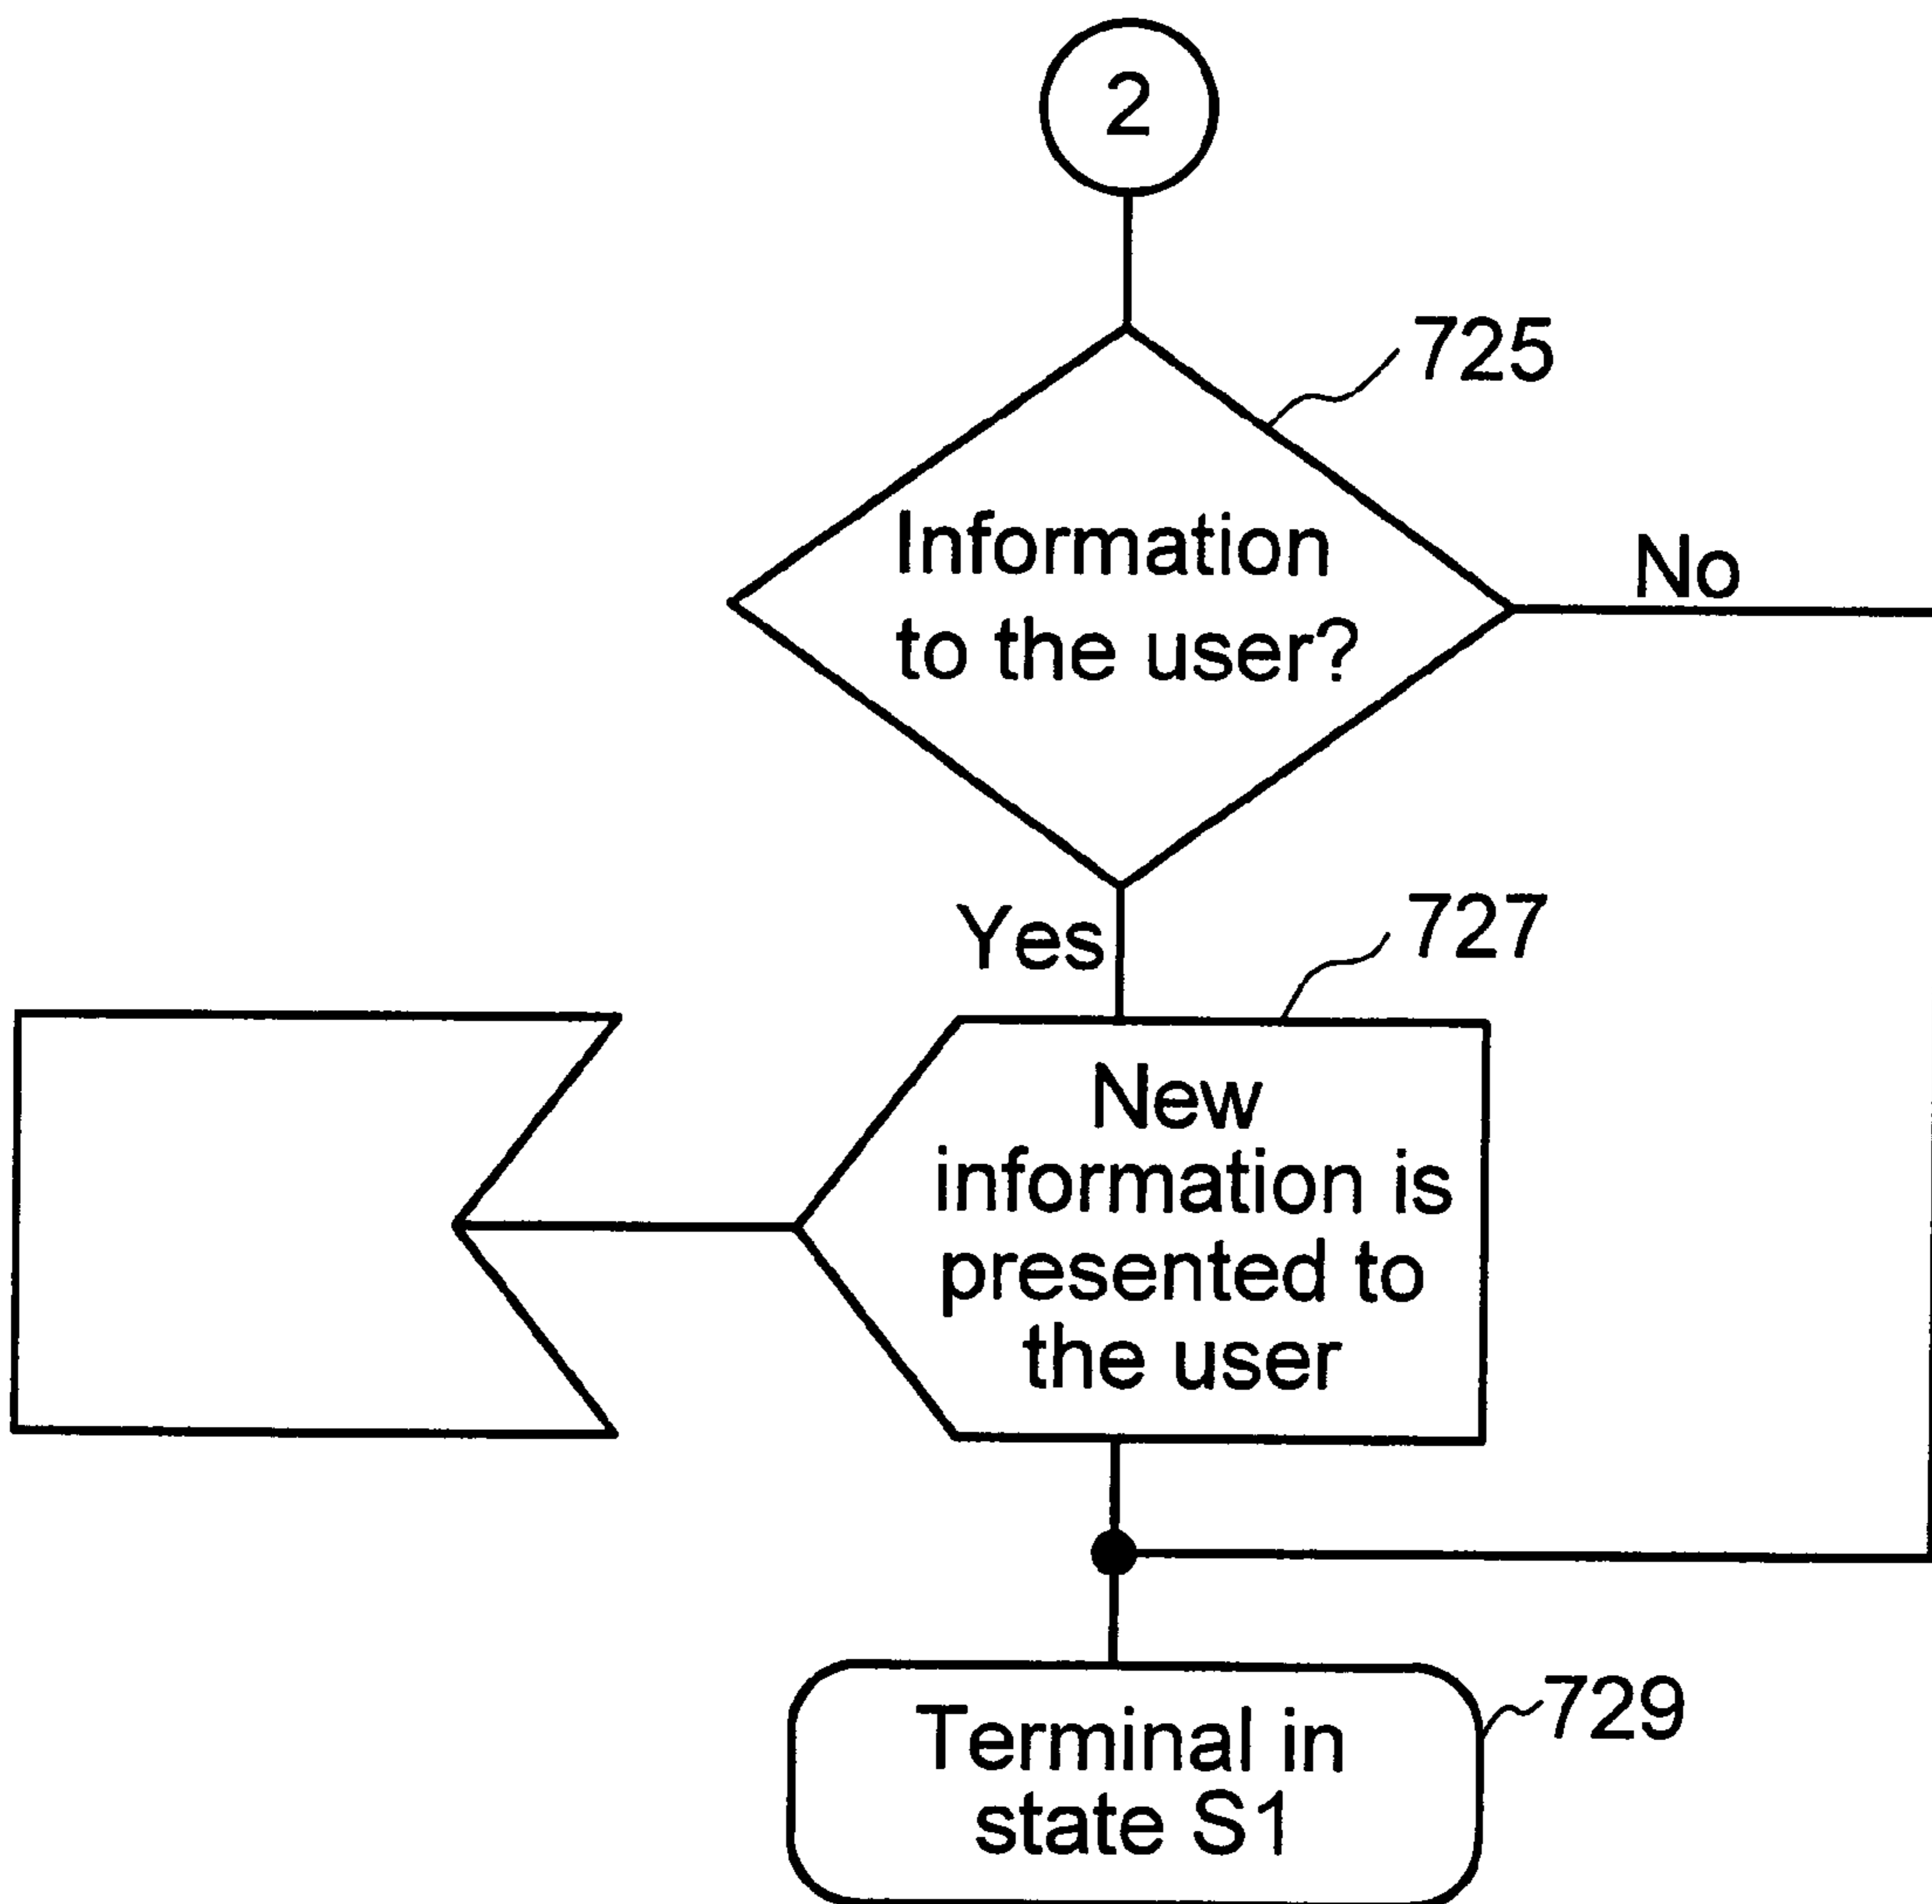 2
725
Information
to the user?
No
Yes
727
New
information is
presented to
the user
729
Terminal in
state S1